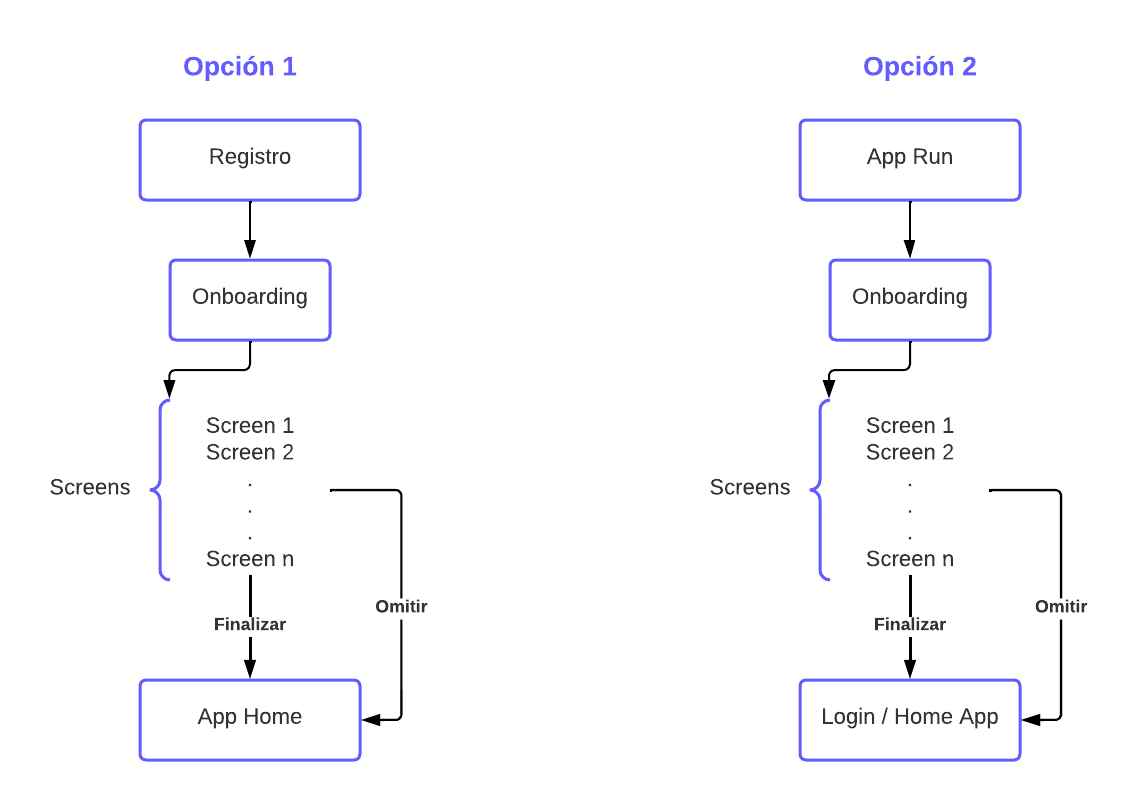 Opción 1
Registro
Onboarding
Screen 1
Screen 2
.
Screens
.
.
Screen n
Finalizar
Omitir
App Home
Opción 2
App Run
Onboarding
Screen 1
Screen 2
.
Screens
.
.
Screen n
Finalizar
Omitir
Login / Home App